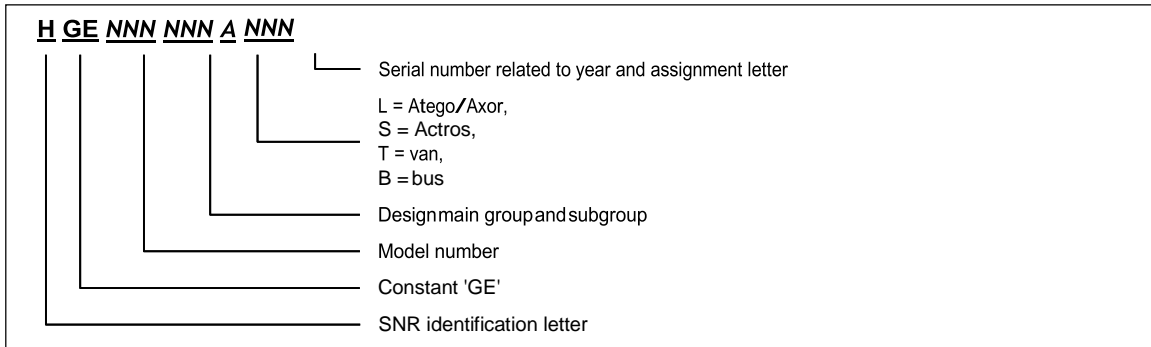 H GE NNN NNN A NNN
Serial number related to year and assignment letter
L = Atego/Axor,
S = Actros,
T = van,
B = bus
Design main group and subgroup
Model number
Constant 'GE'
SNR identification letter